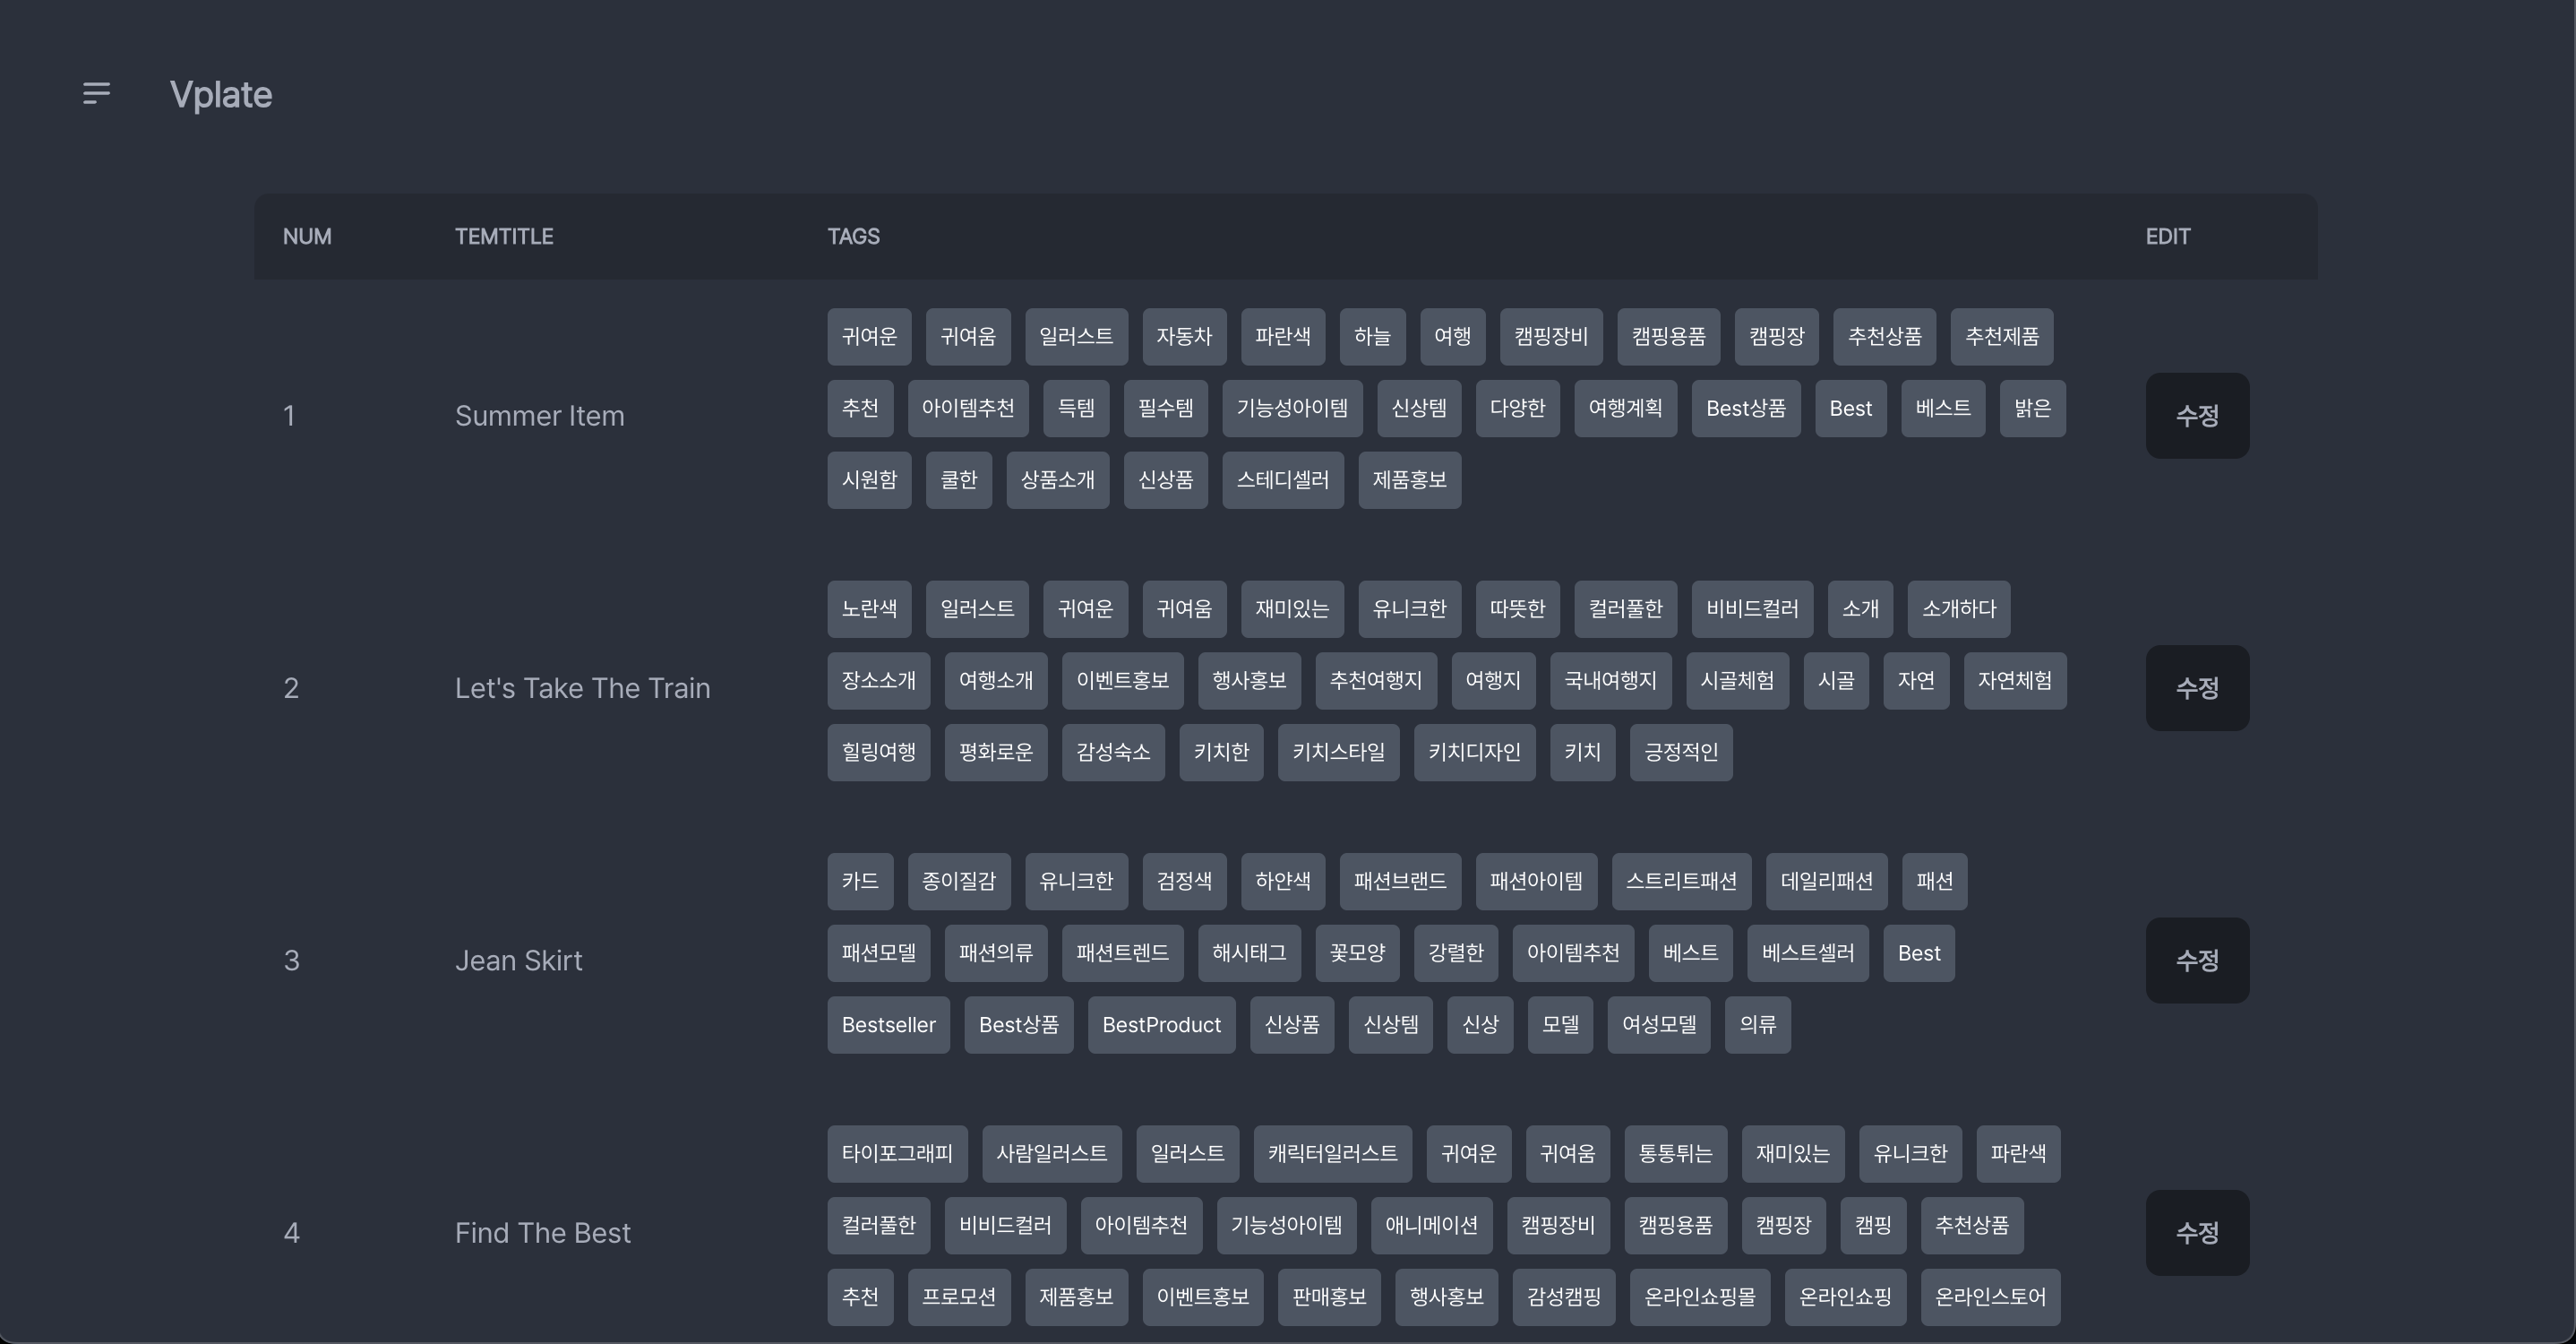 Vplate
NUM TEMTITLE TAGS EDIT
귀여운 귀여움 일러스트 자동차 파란색 하늘 여행 캠핑장비 캠핑용품 캠핑장 추천상품 추천제품
1 Summer Item 추천 아이템추천 득템 필수템 기능성아이템 신상템 다양한 여행계획 Best상품 Best 베스트 밝은 수정
시원함 쿨한 상품소개 신상품 스테디셀러 제품홍보
노란색 일러스트 귀여운 귀여움 재미있는 유니크한 따뜻한 컬러풀한 비비드컬러 소개 소개하다
2 Let's Take The Train 장소소개 여행소개 이벤트홍보 행사홍보 추천여행지 여행지 국내여행지 시골체험 시골 자연 자연체험 수정
힐링여행 평화로운 감성숙소 키치한 키치스타일 키치디자인 키치 긍정적인
카드 종이질감 유니크한 검정색 하얀색 패션브랜드 패션아이템 스트리트패션 데일리패션 패션
3 Jean Skirt 패션모델 패션의류 패션트렌드 해시태그 꽃모양 강렬한 아이템추천 베스트 베스트셀러 Best 수정
Bestseller Best상품 BestProduct 신상품 신상템 신상 모델 여성모델 의류
타이포그래피 사람일러스트 일러스트 캐릭터일러스트 귀여운 귀여움 통통튀는 재미있는 유니크한 파란색
4 Find The Best 컬러풀한 비비드컬러 아이템추천 기능성아이템 애니메이션 캠핑장비 캠핑용품 캠핑장 캠핑 추천상품 수정
추천 프로모션 제품홍보 이벤트홍보 판매홍보 행사홍보 감성캠핑 온라인쇼핑몰 온라인쇼핑 온라인스토어